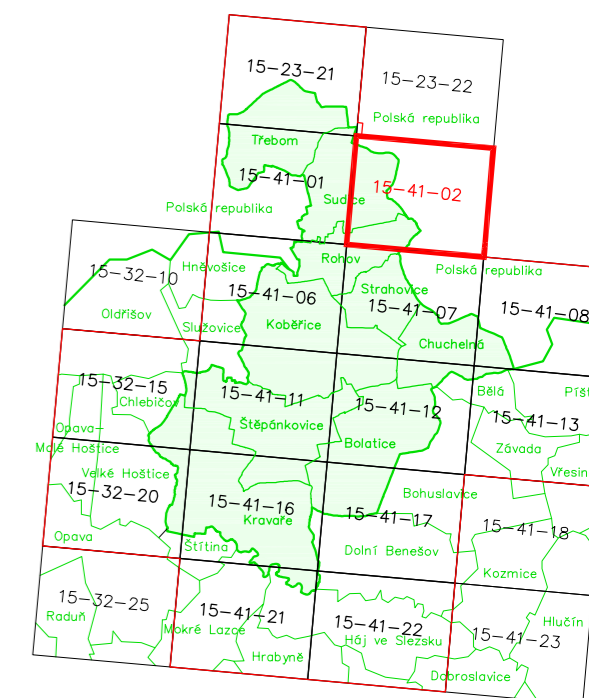 15-23-21
15-23-22
Polská republika
Třebom
15-41-01
15-41-02
Sudice
Polská republika
Rohov
Hněvošice
15-32-10
Polská republika
Strahovice
15-41-06
15-41-07
15-41-08
Oldřišov
Služovice
Kobeřice
Chuchelná
15-32-15
Chlebičov
15-41-11
15-41-12
Bělá
Píšť
15-41-13
Štěpánkovice
Opava-
Malé Hoštice
Bolatice
Závada
Velké Hoštice
Vřesin
15-32-20
15-41-16
Bohuslavice
Kravaře
15-41-17
15-41-18
Opava
Štítina
Dolní Benešov
Kozmice
15-32-25
Raduň
15-41-21
Mokré Lazce
15-41-22
Háj ve Slezsku
Hlučín
15-41-23
Hrabyně
Dobroslavice